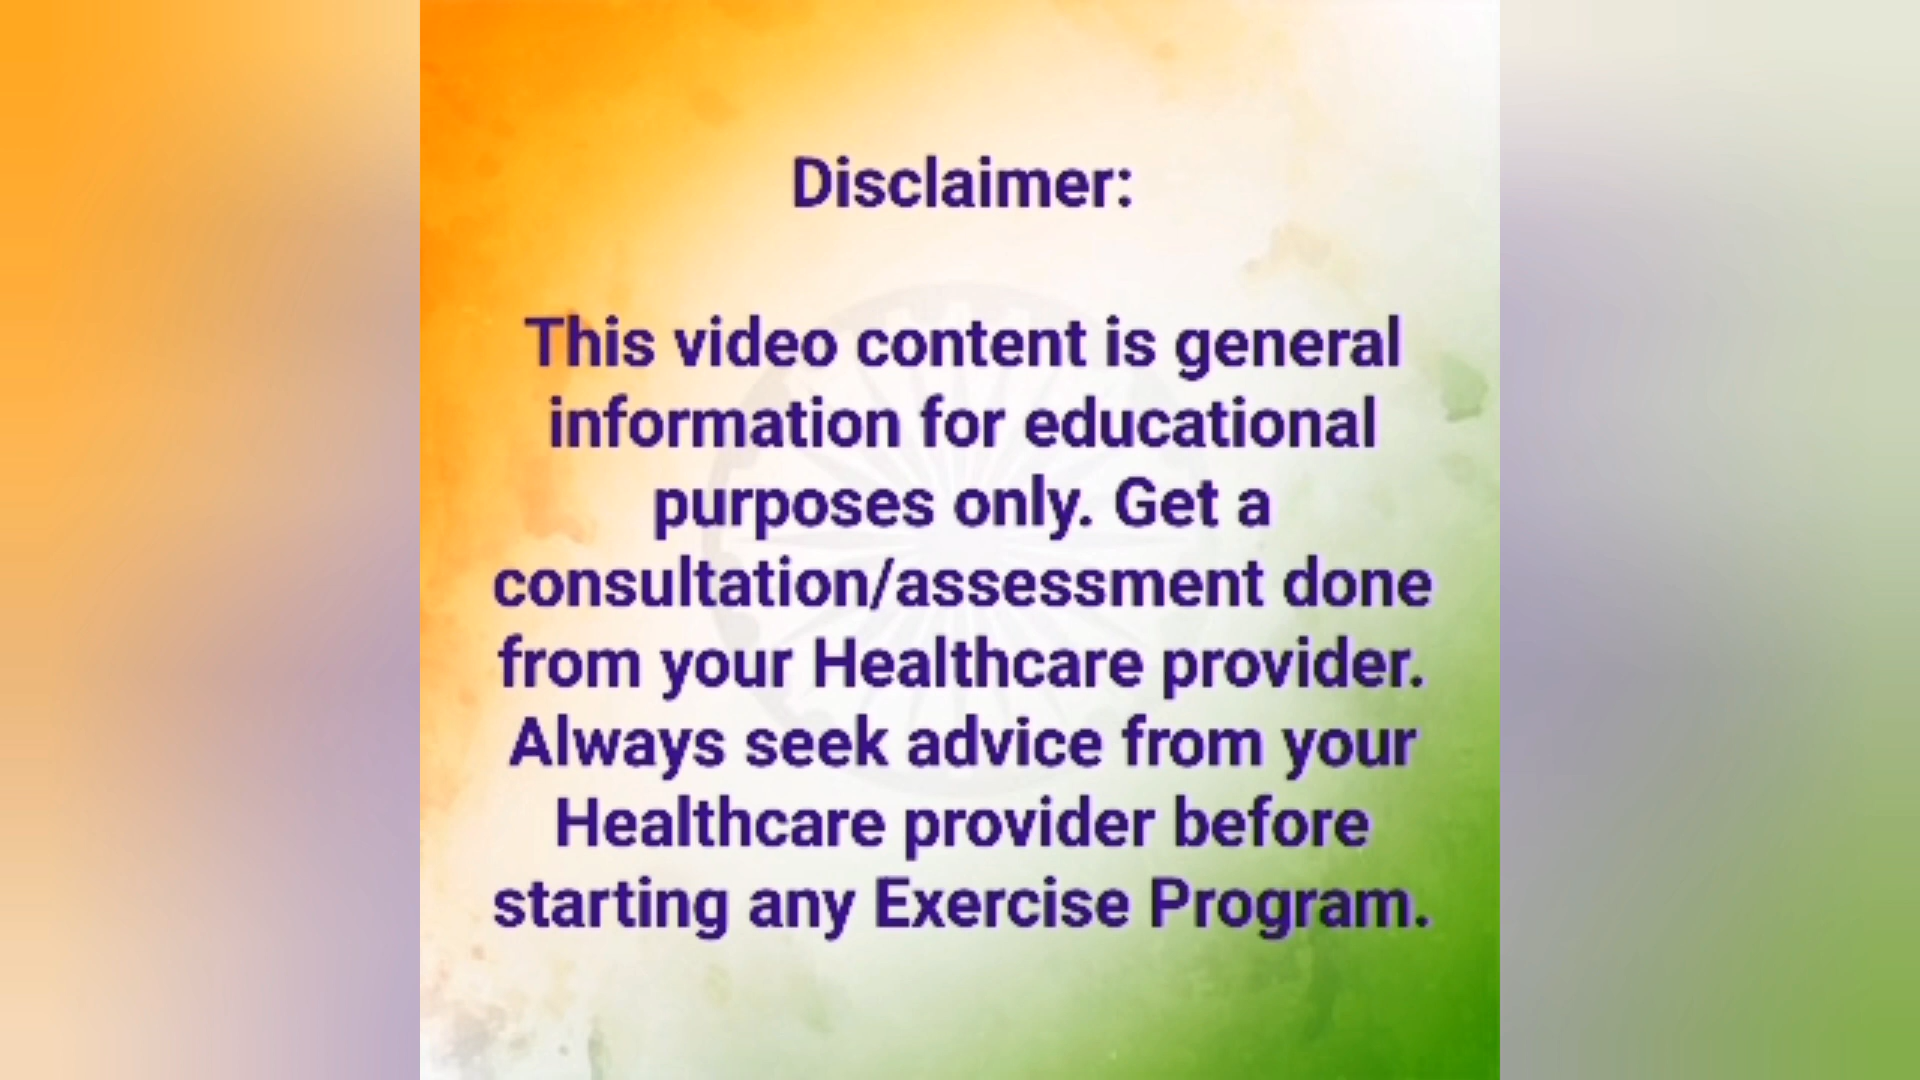 Disclaimer:
This video content is general
information for educational
purposes only. Get a
consultation/assessment done
from your Healthcare provider.
Always seek advice from your
Healthcare provider before
starting any Exercise Program.